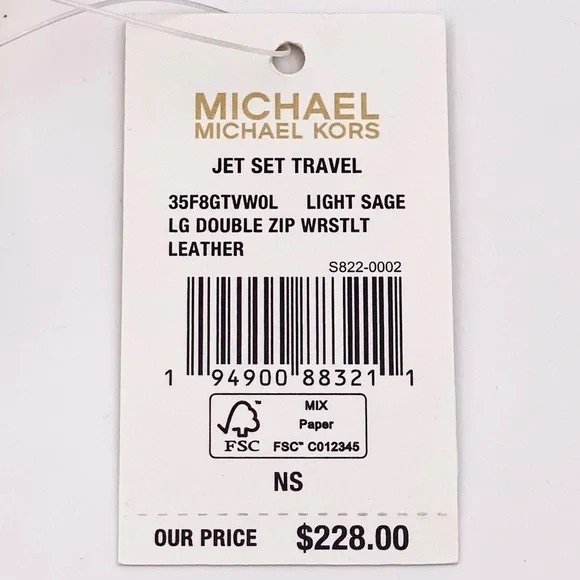 MICHAEL
MICHAEL KORS
JET SET TRAVEL
35F8GTVW0L LIGHT SAGE
LG DOUBLE ZIP WRSTLT
LEATHER
S822-0002
1 94900 88321 1
FSC
MIX
Paper
FSC™ C012345
NS
OUR PRICE $228.00